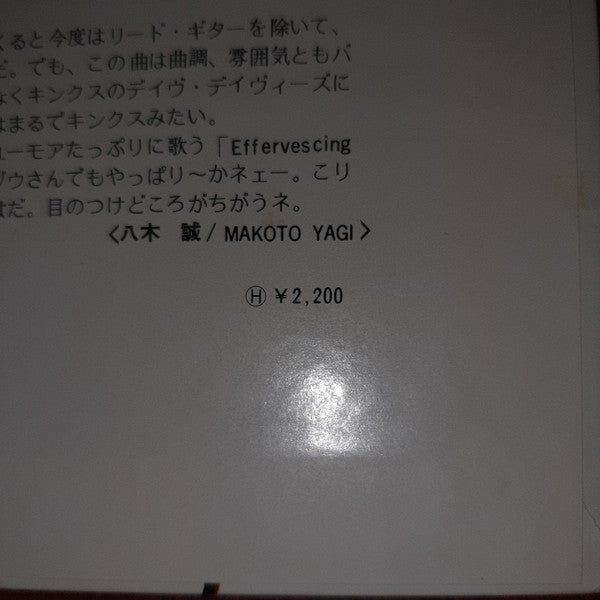 くると今度はリード・ギターを除いて、
だ。でも、この曲は曲調、雰囲気ともバ
なくキンクスのデイヴ・デイヴィーズに
はまるでキンクスみたい。
ューモアたっぷりに歌う「Effervescing
ゾウさんでもやっぱり〜かネェー。こり
だ。目のつけどころがちがうネ。
〈八木 誠/ MAKOTO YAGI〉
Ⓗ ¥2,200